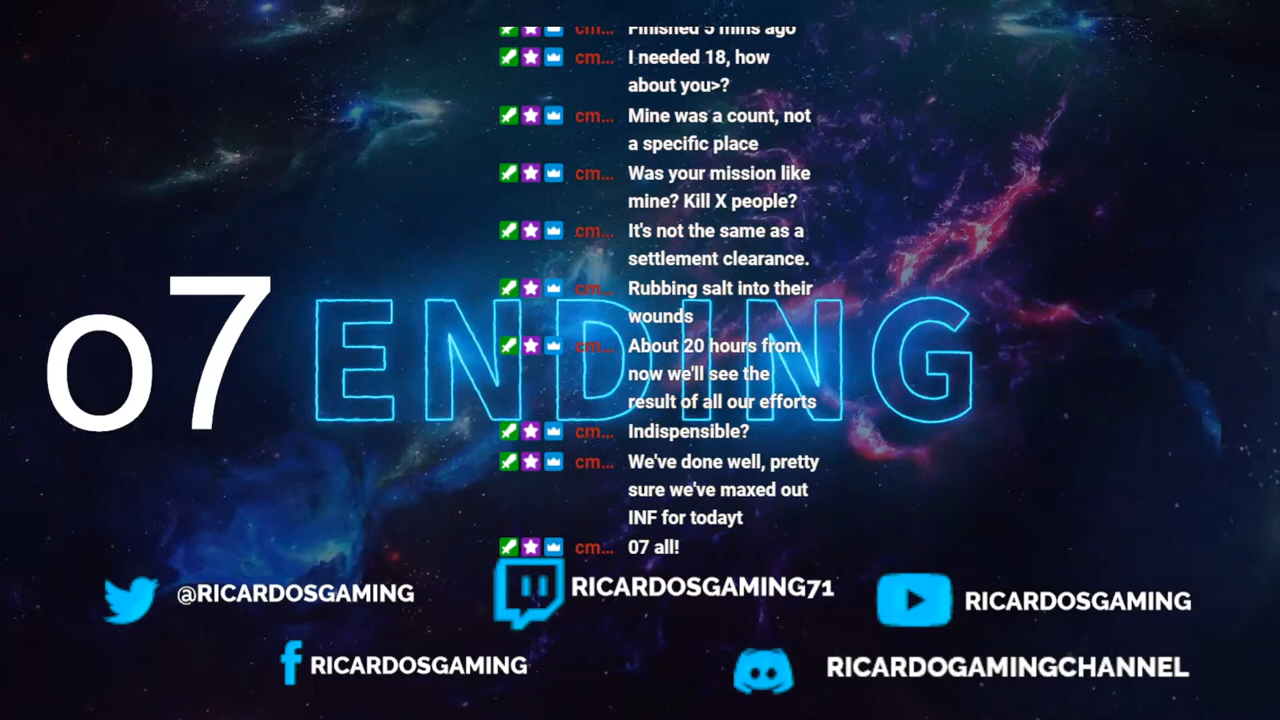 cm... Finished 5 mins ago
cm... I needed 18, how
about you>?
cm... Mine was a count, not
a specific place
cm... Was your mission like
mine? Kill X people?
cm... It's not the same as a
settlement clearance.
cm... Rubbing salt into their
wounds
cm... About 20 hours from
now we'll see the
result of all our efforts
cm... Indispensible?
cm... We've done well, pretty
sure we've maxed out
INF for todayt
cm... 07 all!
o7 ENDING
@RICARDOSGAMING
RICARDOSGAMING71
RICARDOSGAMING
RICARDOSGAMING
RICARDOGAMINGCHANNEL